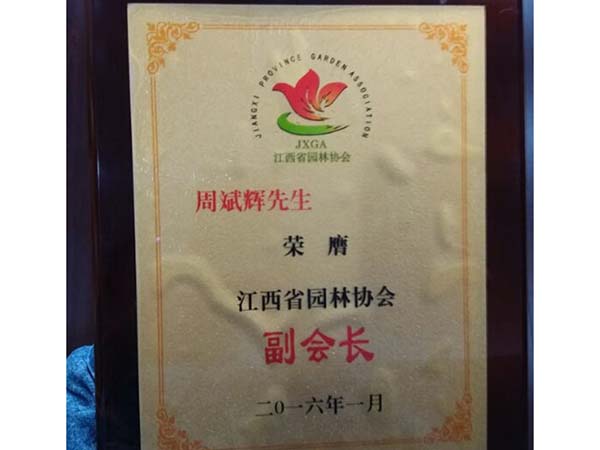 JIANGXI PROVINCE GARDEN ASSOCIATION
JXGA
江西省园林协会
周斌辉先生
荣膺
江西省园林协会
副会长
二0一六年一月